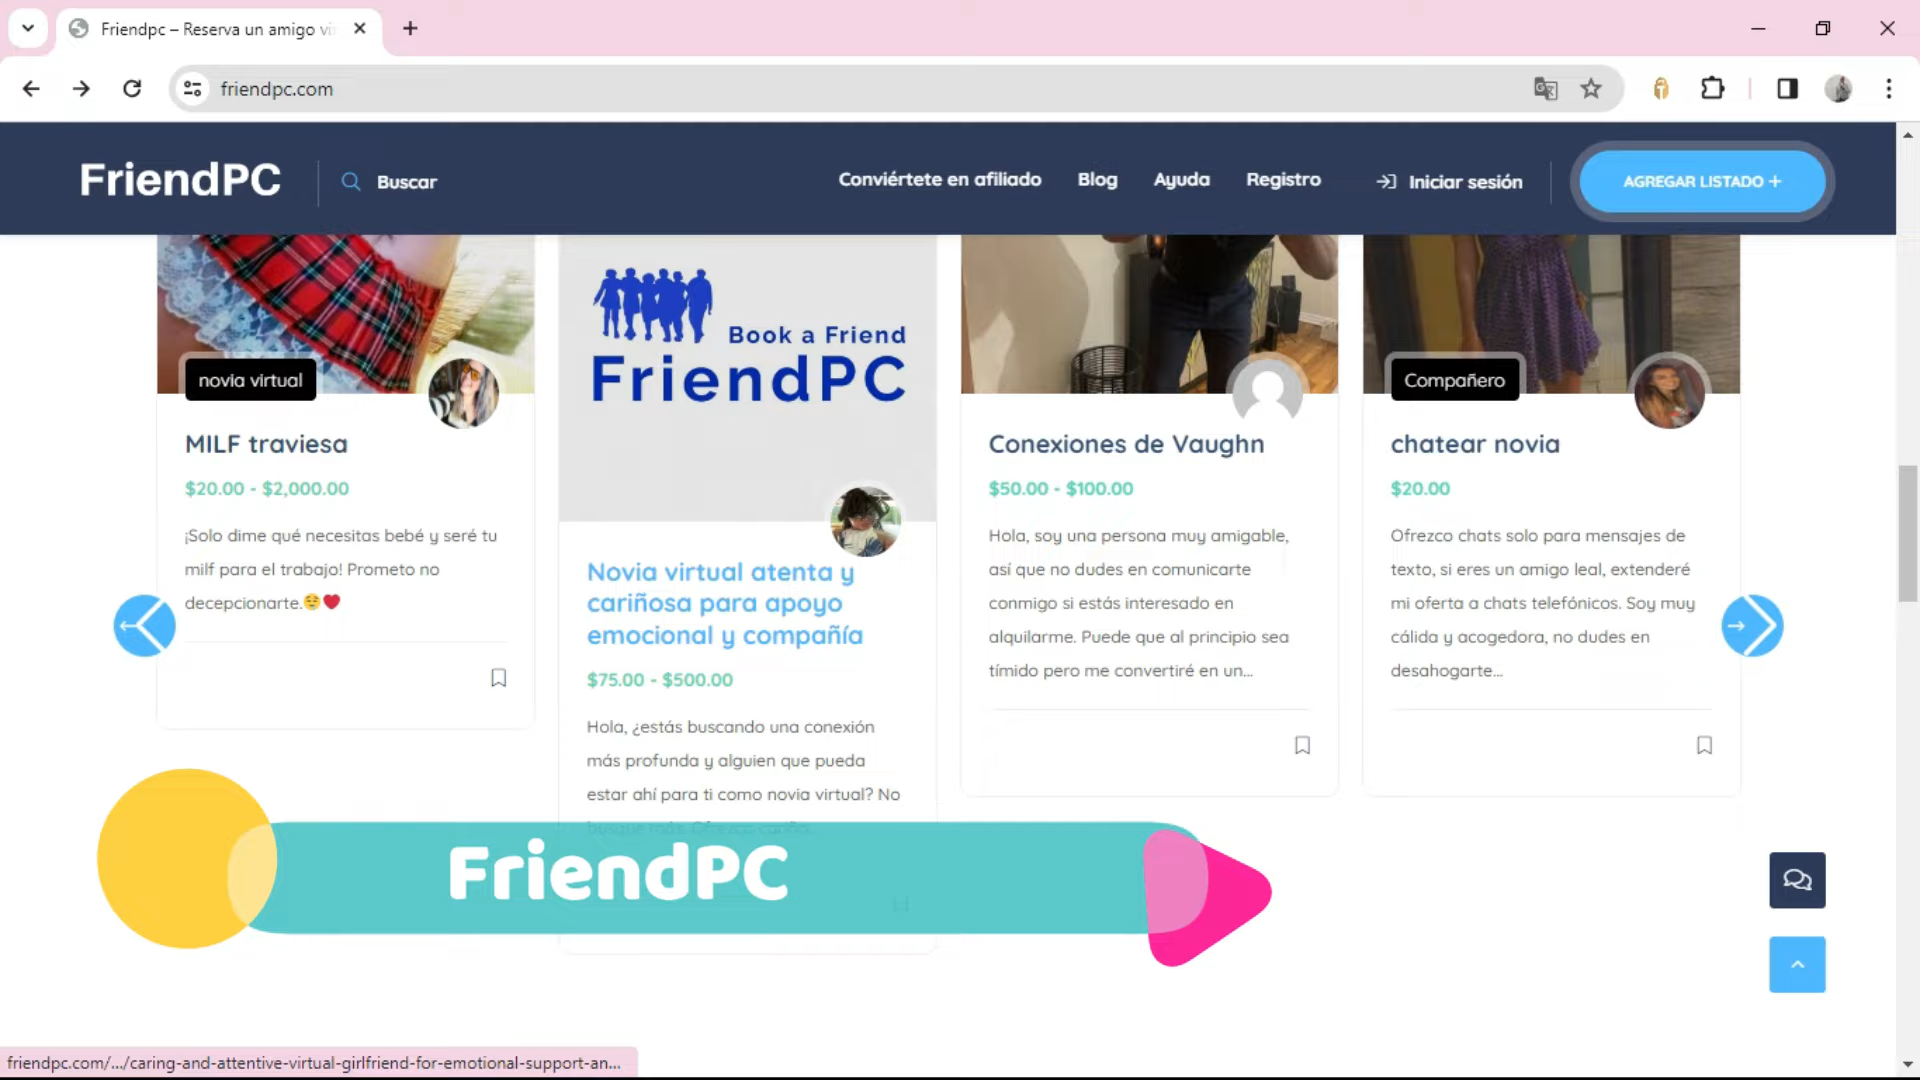 Friendpc – Reserva un amigo vi
friendpc.com
FriendPC
Buscar
Conviértete en afiliado
Blog
Ayuda
Registro
Iniciar sesión
AGREGAR LISTADO +
novia virtual
MILF traviesa
$20.00 - $2,000.00
¡Solo dime qué necesitas bebé y seré tu
milf para el trabajo! Prometo no
decepcionarte.😌❤️
Book a Friend
FriendPC
Novia virtual atenta y
cariñosa para apoyo
emocional y compañía
$75.00 - $500.00
Hola, ¿estás buscando una conexión
más profunda y alguien que pueda
estar ahí para ti como novia virtual? No
busque más. Ofrezco cariño...
Conexiones de Vaughn
$50.00 - $100.00
Hola, soy una persona muy amigable,
así que no dudes en comunicarte
conmigo si estás interesado en
alquilarme. Puede que al principio sea
tímido pero me convertiré en un...
Compañero
chatear novia
$20.00
Ofrezco chats solo para mensajes de
texto, si eres un amigo leal, extenderé
mi oferta a chats telefónicos. Soy muy
cálida y acogedora, no dudes en
desahogarte...
FriendPC
friendpc.com/.../caring-and-attentive-virtual-girlfriend-for-emotional-support-an...